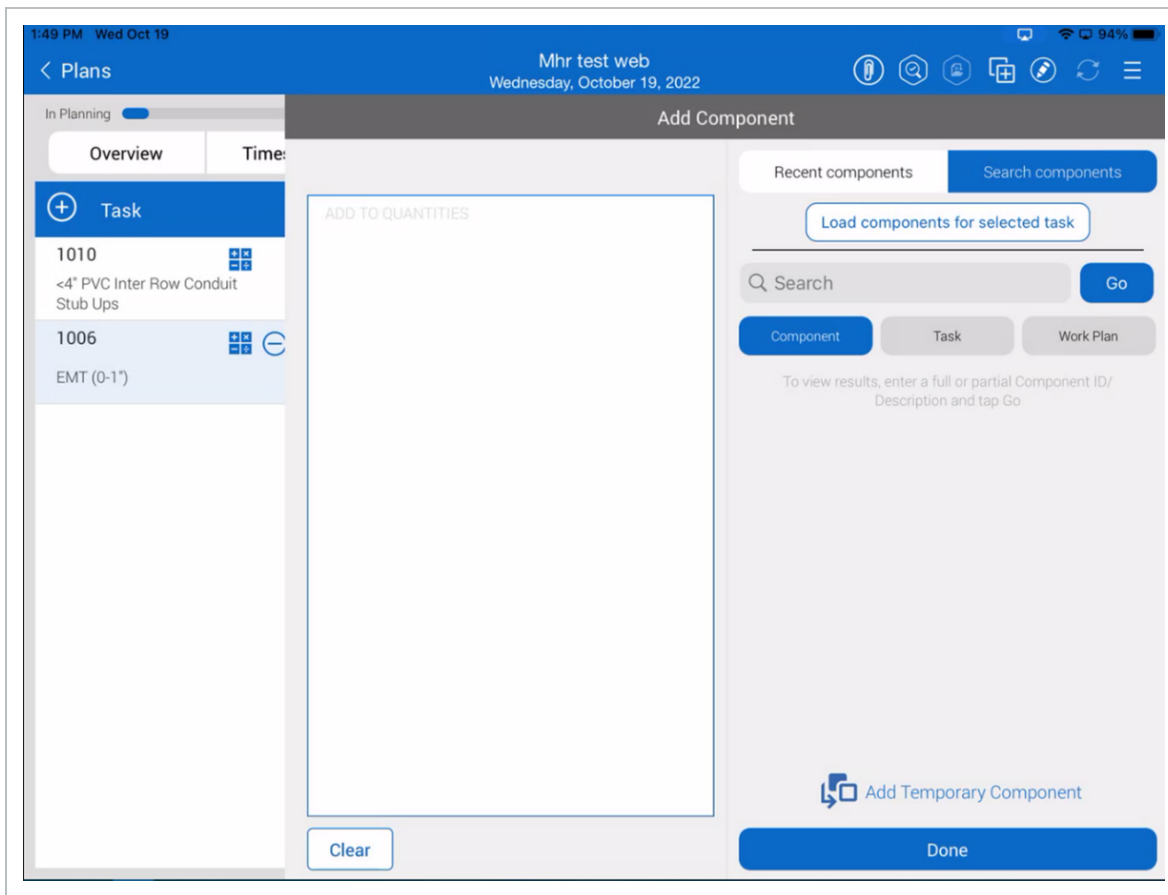 1:49 PM Wed Oct 19
94%
Plans
Mhr test web
Wednesday, October 19, 2022
In Planning
Add Component
Overview
Time
Recent components
Search components
Task
ADD TO QUANTITIES
Load components for selected task
1010
<4" PVC Inter Row Conduit
Stub Ups
Search
Go
1006
EMT (0-1")
Component
Task
Work Plan
To view results, enter a full or partial Component ID/
Description and tap Go
Add Temporary Component
Clear
Done